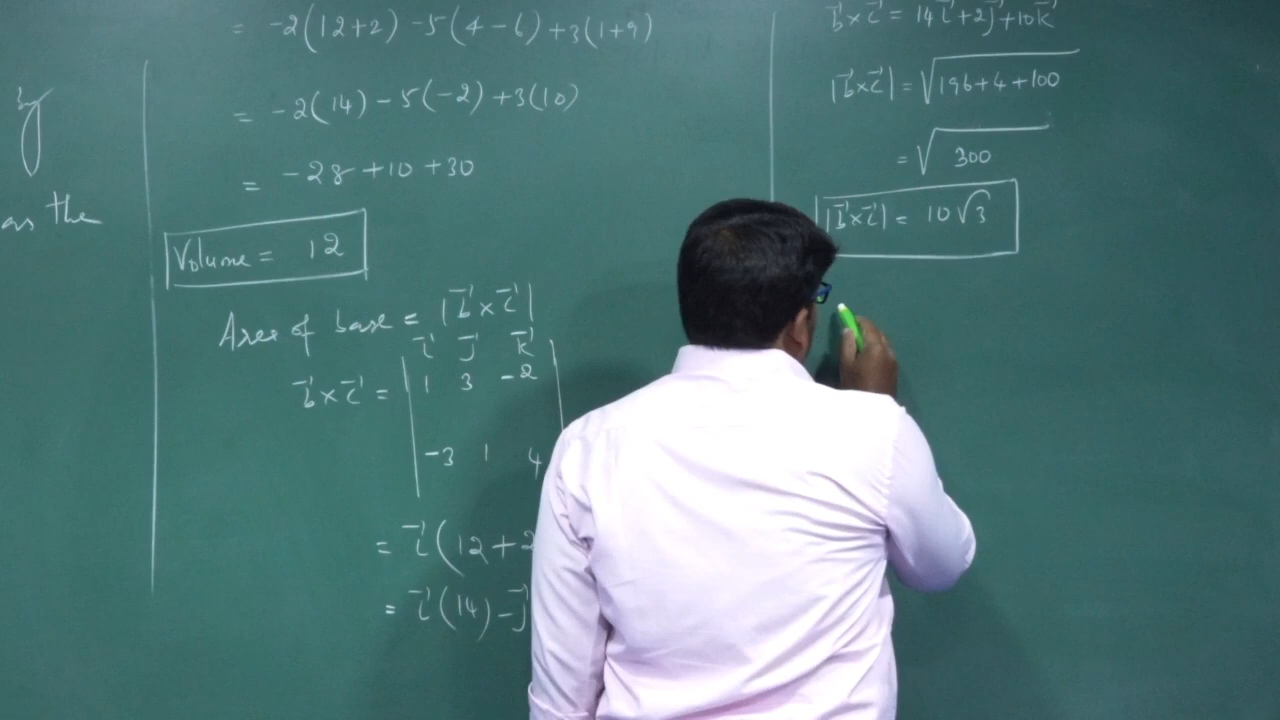 by
as the
= -2(12+2) -5(4-6) +3(1+9)
= -2(14) -5(-2) +3(10)
= -28 +10 +30
Volume = 12
Area of base = |b⃗×c⃗|
i⃗ j⃗ k⃗
b⃗×c⃗ = | 1 3 -2 |
-3 1 4
= i⃗(12+2
= i⃗(14)-j⃗
b⃗×c⃗ = 14i⃗+2j⃗+10k⃗
|b⃗×c⃗| = √196+4+100
= √300
|b⃗×c⃗| = 10√3